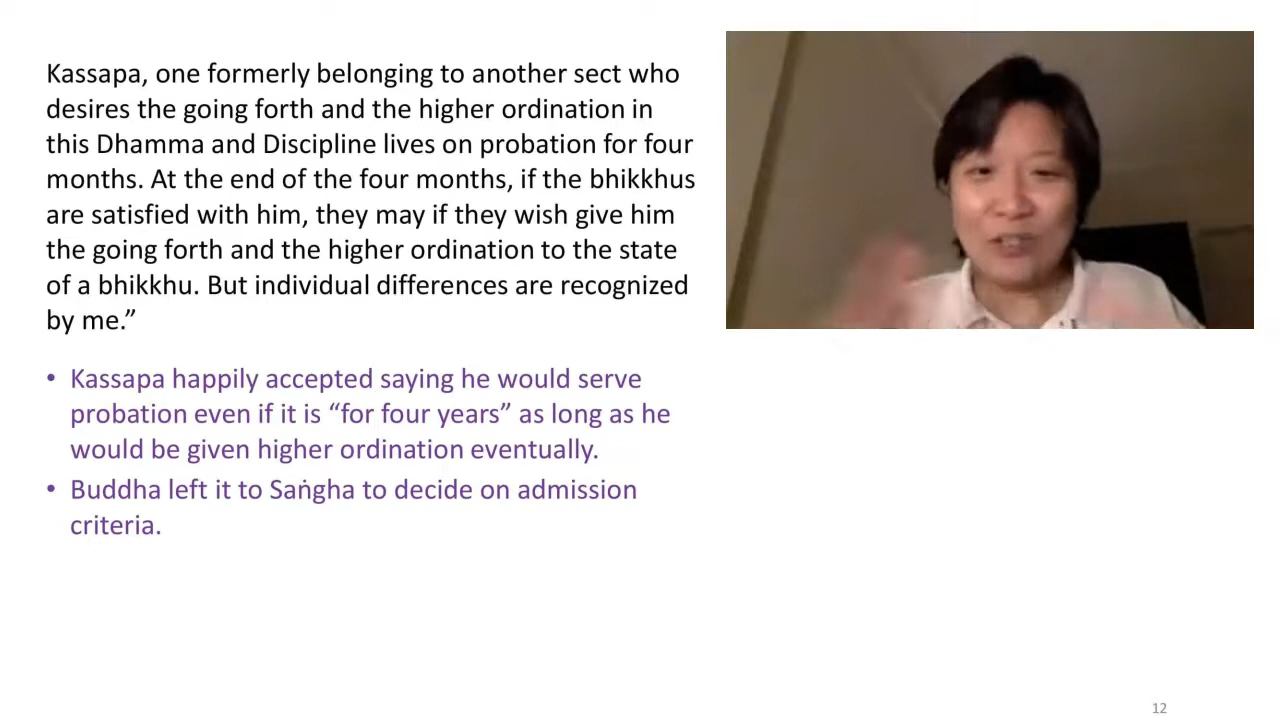 Kassapa, one formerly belonging to another sect who
desires the going forth and the higher ordination in
this Dhamma and Discipline lives on probation for four
months. At the end of the four months, if the bhikkhus
are satisfied with him, they may if they wish give him
the going forth and the higher ordination to the state
of a bhikkhu. But individual differences are recognized
by me.”
• Kassapa happily accepted saying he would serve
probation even if it is “for four years” as long as he
would be given higher ordination eventually.
• Buddha left it to Saṅgha to decide on admission
criteria.
12